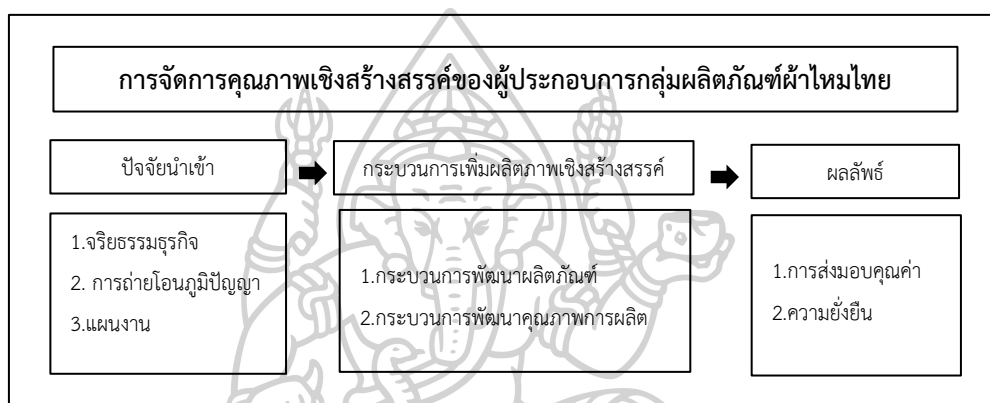 การจัดการคุณภาพเชิงสร้างสรรค์ของผู้ประกอบการกลุ่มผลิตภัณฑ์ผ้าไหมไทย
ปัจจัยนำเข้า
กระบวนการเพิ่มผลิตภาพเชิงสร้างสรรค์
ผลลัพธ์
1.จริยธรรมธุรกิจ
2. การถ่ายโอนภูมิปัญญา
3.แผนงาน
1.กระบวนการพัฒนาผลิตภัณฑ์
2.กระบวนการพัฒนาคุณภาพการผลิต
1.การส่งมอบคุณค่า
2.ความยั่งยืน